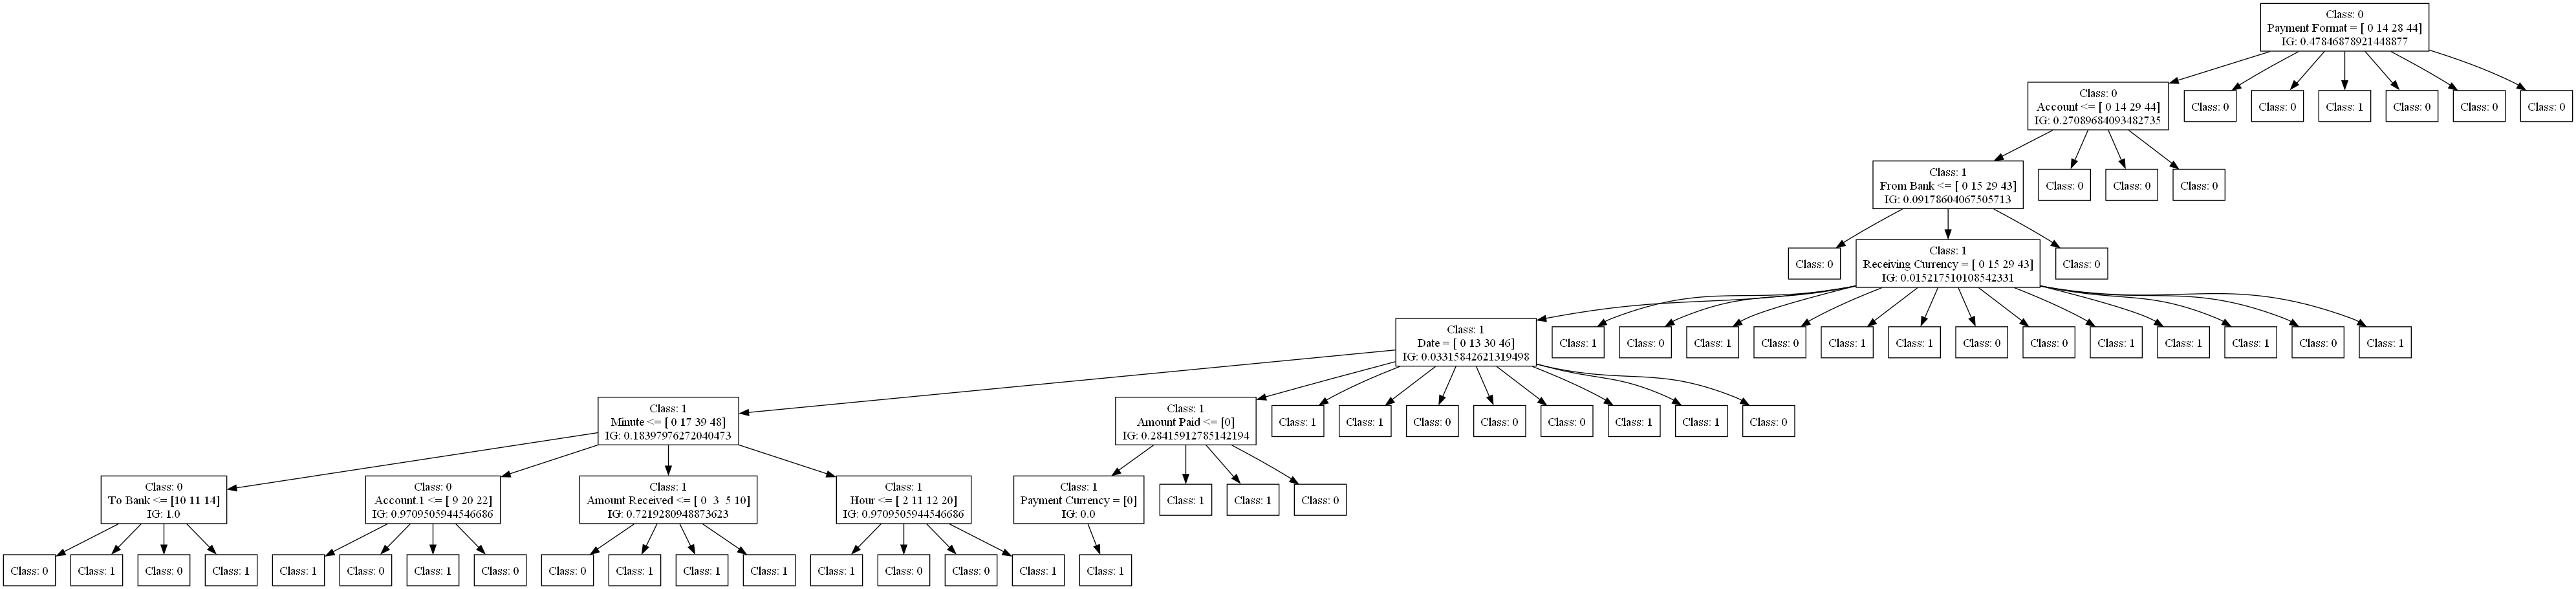 Class: 0
Payment Format = [ 0 14 28 44]
IG: 0.47846878921448877
Class: 0
Account <= [ 0 14 29 44]
IG: 0.27089684093482735
Class: 0
Class: 0
Class: 1
Class: 0
Class: 0
Class: 0
Class: 1
From Bank <= [ 0 15 29 43]
IG: 0.09178604067505713
Class: 0
Class: 0
Class: 0
Class: 0
Class: 1
Receiving Currency = [ 0 15 29 43]
IG: 0.015217510108542331
Class: 0
Class: 1
Date = [ 0 13 30 46]
IG: 0.03315842621319498
Class: 1
Class: 0
Class: 1
Class: 0
Class: 1
Class: 1
Class: 0
Class: 0
Class: 1
Class: 1
Class: 1
Class: 0
Class: 1
Class: 1
Minute <= [ 0 17 39 48]
IG: 0.18397976272040473
Class: 1
Amount Paid <= [0]
IG: 0.28415912785142194
Class: 1
Class: 1
Class: 0
Class: 0
Class: 0
Class: 1
Class: 1
Class: 0
Class: 0
To Bank <= [10 11 14]
IG: 1.0
Class: 0
Account.1 <= [ 9 20 22]
IG: 0.9709505944546686
Class: 1
Amount Received <= [ 0  3  5 10]
IG: 0.7219280948873623
Class: 1
Hour <= [ 2 11 12 20]
IG: 0.9709505944546686
Class: 1
Payment Currency = [0]
IG: 0.0
Class: 1
Class: 1
Class: 0
Class: 0
Class: 1
Class: 0
Class: 1
Class: 1
Class: 0
Class: 1
Class: 0
Class: 0
Class: 1
Class: 1
Class: 1
Class: 1
Class: 0
Class: 0
Class: 1
Class: 1